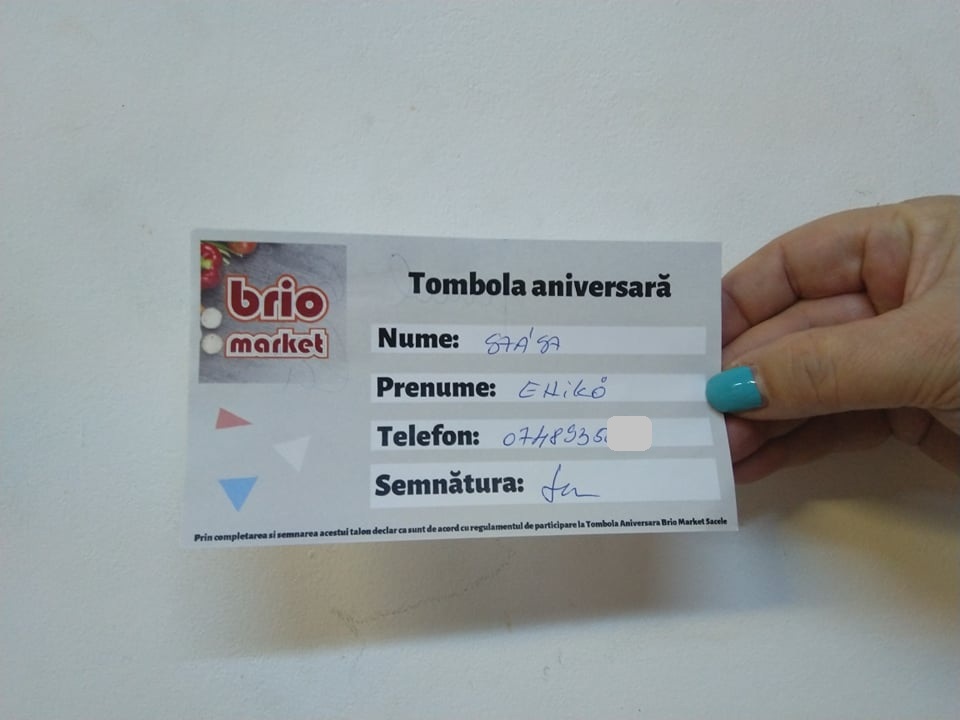 brio
market
Tombola aniversară
Nume: SZÁSZ
Prenume: ENikő
Telefon: 0748935
Semnătura:
Prin completarea si semnarea acestui talon declar ca sunt de acord cu regulamentul de participare la Tombola Aniversara Brio Market Sacele